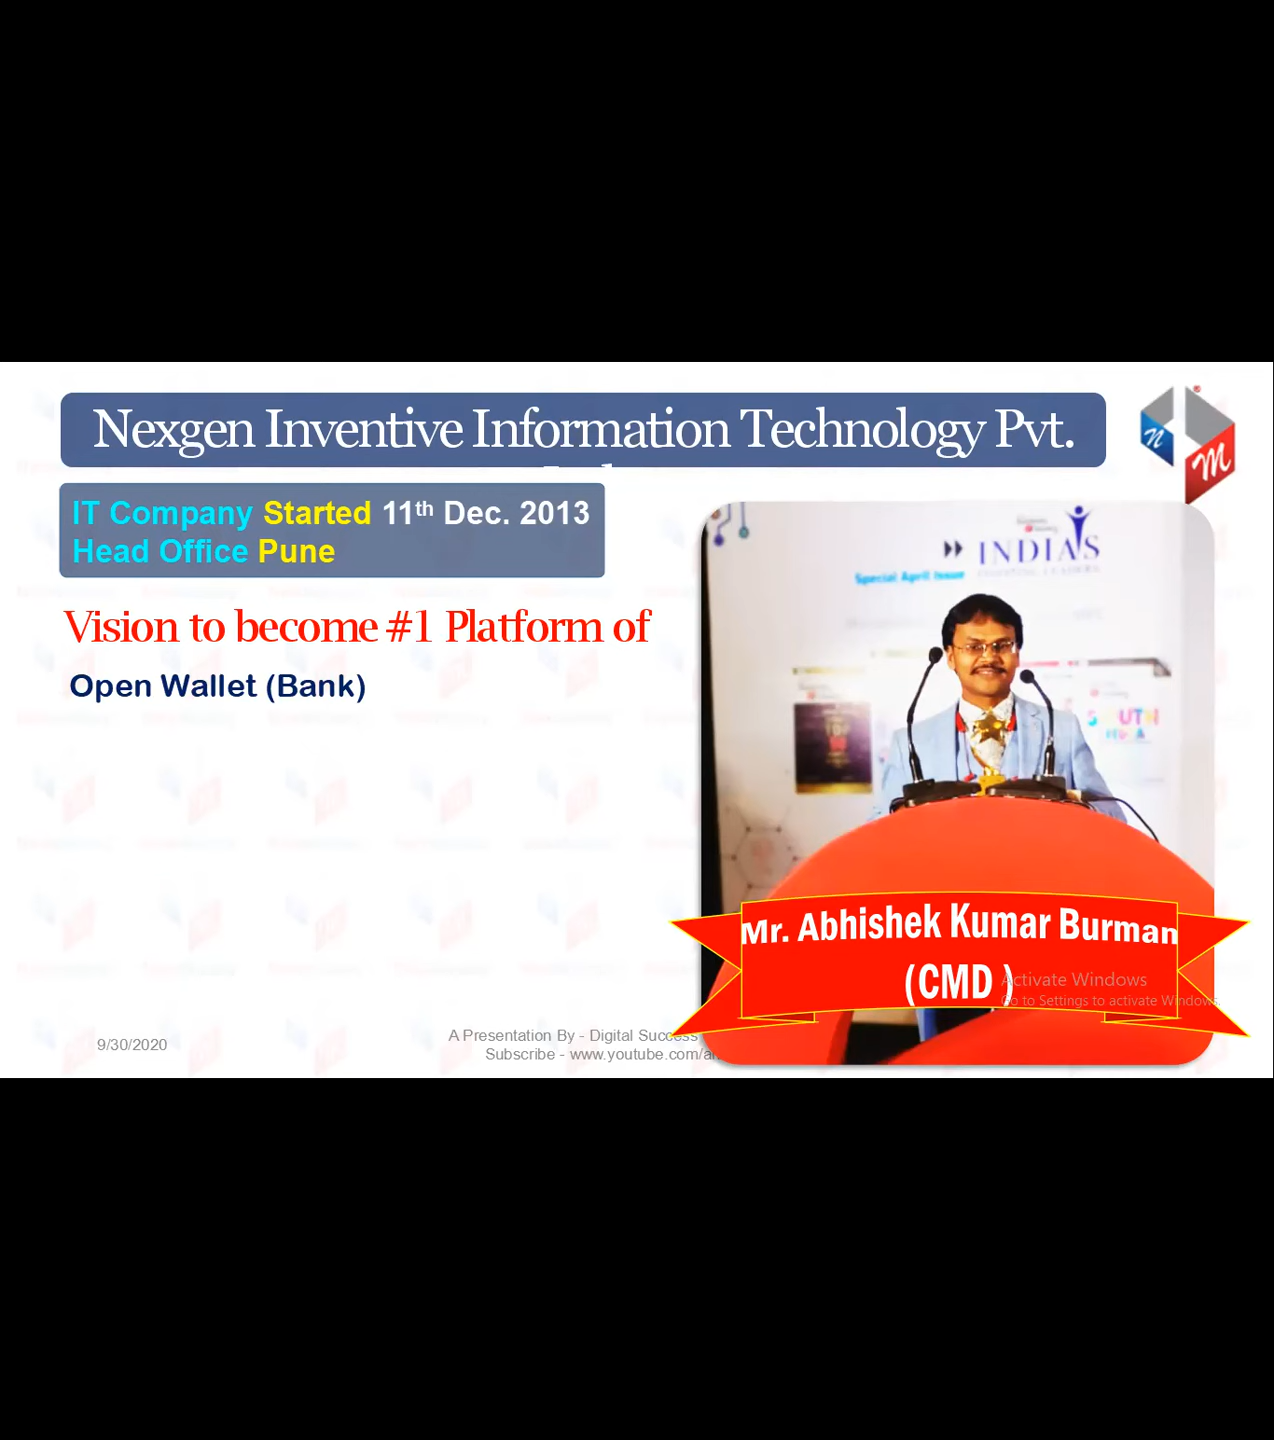 Nexgen Inventive Information Technology Pvt.
n
m
IT Company Started 11th Dec. 2013
Head Office Pune
Vision to become #1 Platform of
Open Wallet (Bank)
INDIA'S
Special April Issue
TOP
Mr. Abhishek Kumar Burman
(CMD )
Activate Windows
Go to Settings to activate Windows.
9/30/2020
A Presentation By - Digital Success
Subscribe - www.youtube.com/